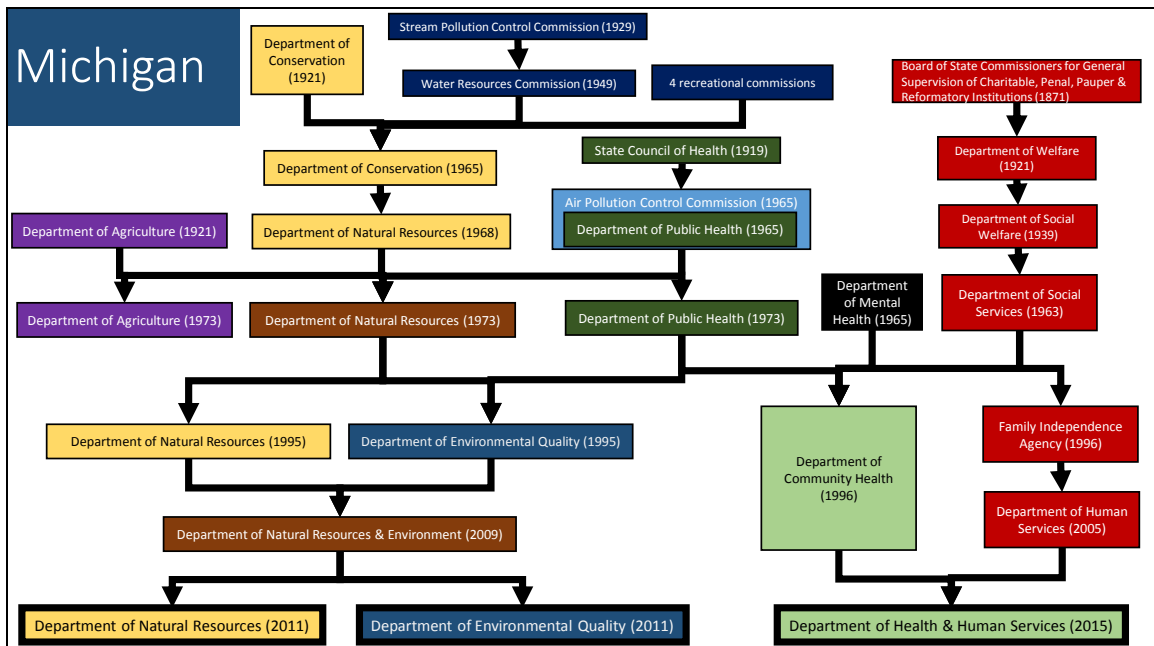 Michigan
Stream Pollution Control Commission (1929)
Department of
Conservation
(1921)
Water Resources Commission (1949)
4 recreational commissions
Board of State Commissioners for General
Supervision of Charitable, Penal, Pauper &
Reformatory Institutions (1871)
Department of Conservation (1965)
State Council of Health (1919)
Department of Welfare
(1921)
Air Pollution Control Commission (1965)
Department of Agriculture (1921)
Department of Natural Resources (1968)
Department of Public Health (1965)
Department of Social
Welfare (1939)
Department of Agriculture (1973)
Department of Natural Resources (1973)
Department of Public Health (1973)
Department
of Mental
Health (1965)
Department of Social
Services (1963)
Department of Natural Resources (1995)
Department of Environmental Quality (1995)
Department of
Community Health
(1996)
Family Independence
Agency (1996)
Department of Natural Resources & Environment (2009)
Department of Human
Services (2005)
Department of Natural Resources (2011)
Department of Environmental Quality (2011)
Department of Health & Human Services (2015)